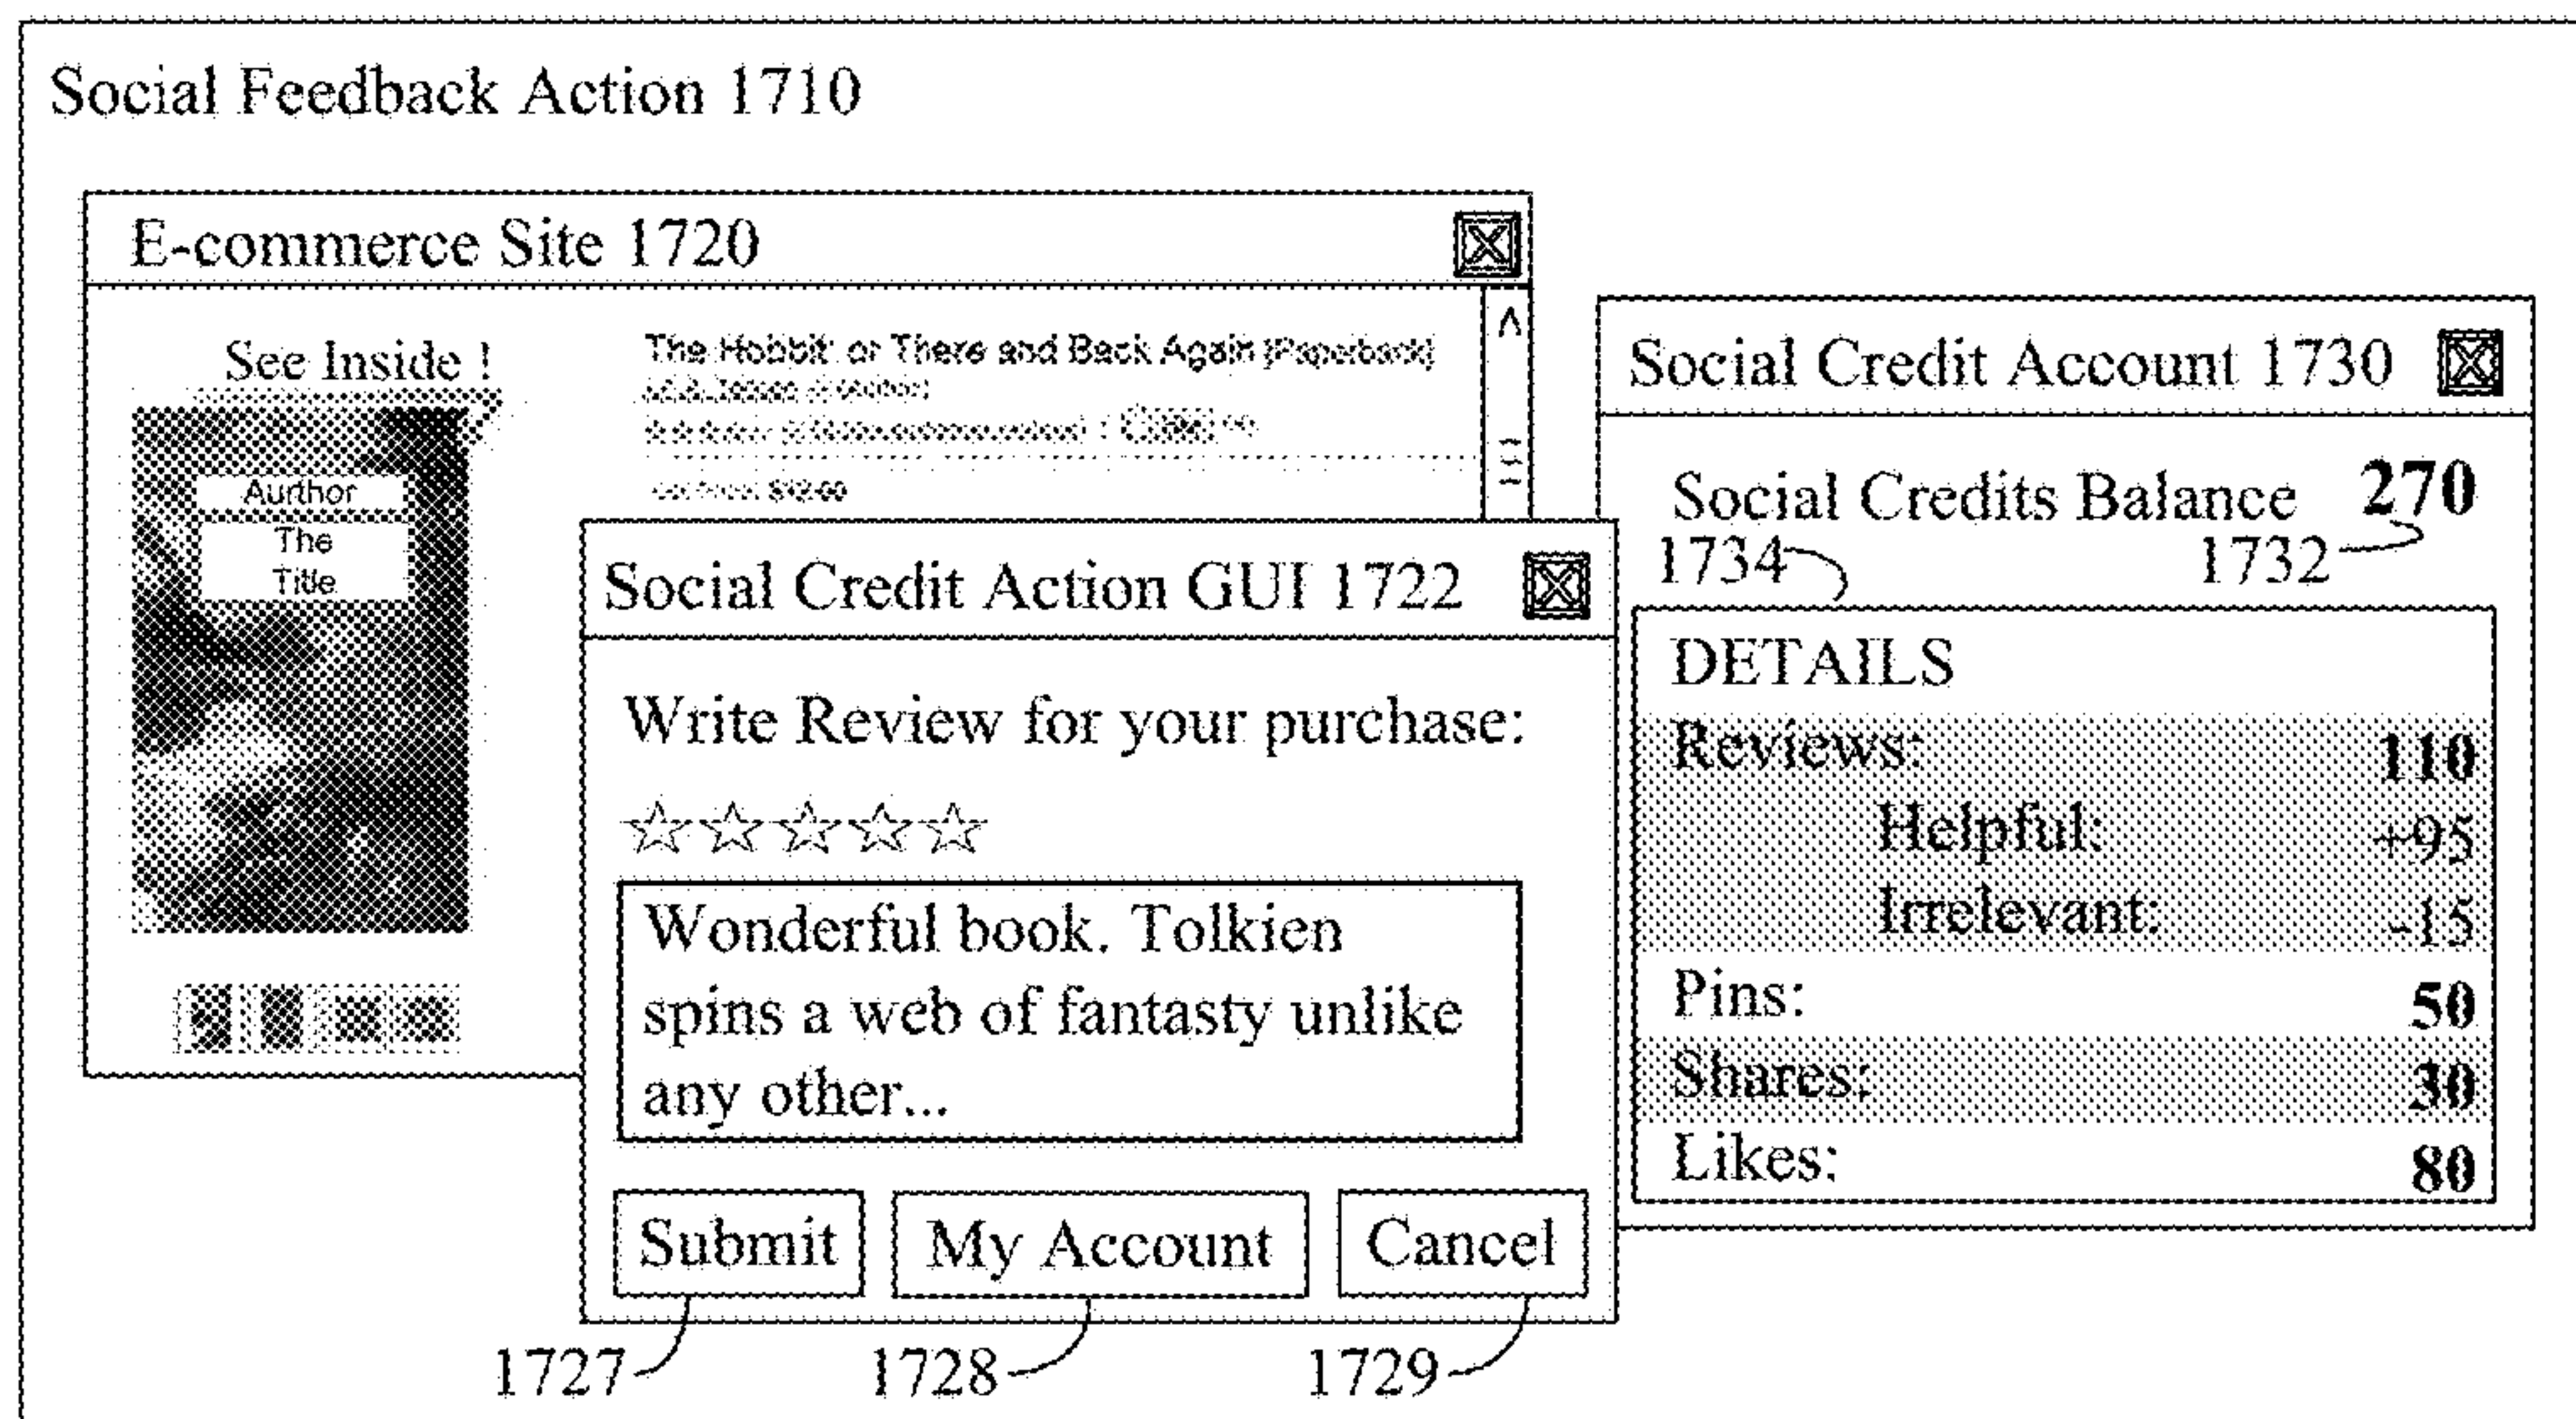 Social Feedback Action 1710
E-commerce Site 1720
See Inside !
The Hobbit: or There and Back Again [Paperback]
$12.00
Aurthor
The
Title
Social Credit Action GUI 1722
Write Review for your purchase:
Wonderful book. Tolkien
spins a web of fantasty unlike
any other...
Submit
My Account
Cancel
1727
1728
1729
Social Credit Account 1730
Social Credits Balance 270
1734
1732
DETAILS
Reviews: 110
Helpful: +95
Irrelevant: -15
Pins: 50
Shares: 30
Likes: 80